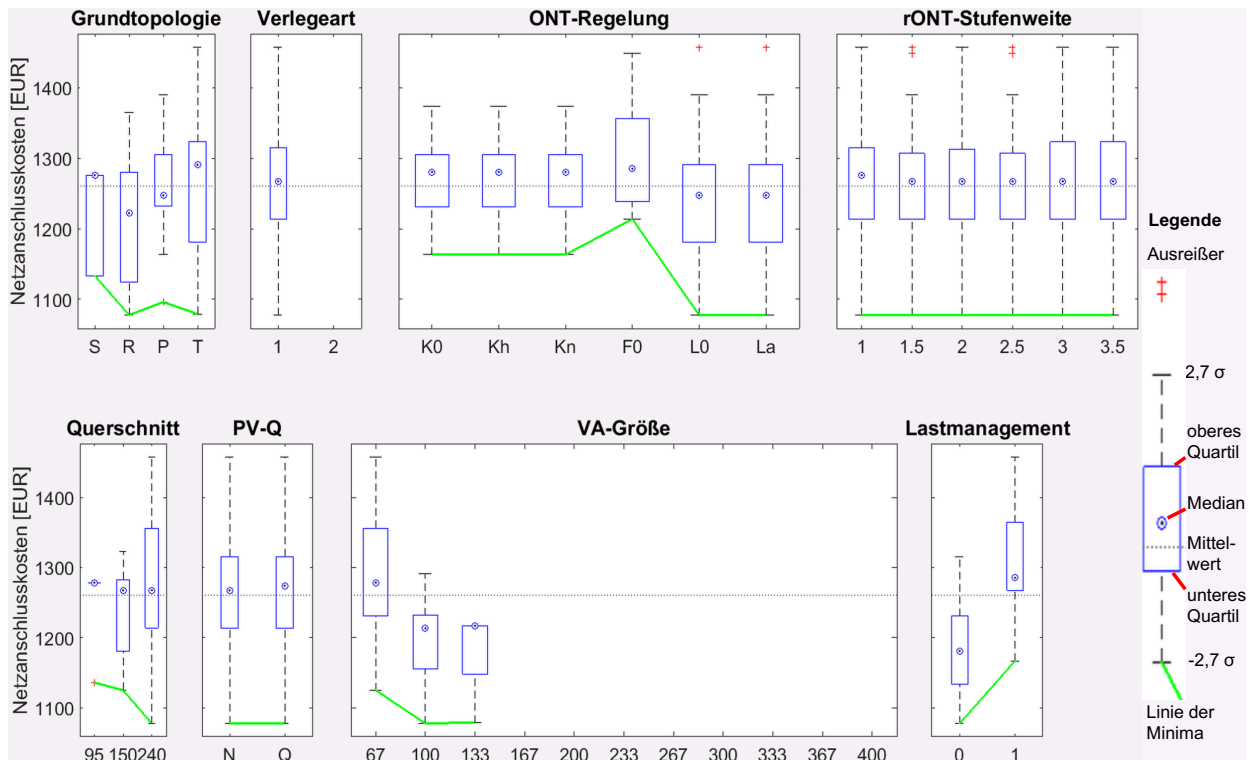 Grundtopologie
Verlegeart
ONT-Regelung
rONT-Stufenweite
Netzanschlusskosten [EUR]
1400
1300
1200
1100
S R P T
1 2
K0 Kh Kn F0 L0 La
1 1.5 2 2.5 3 3.5
Querschnitt
PV-Q
VA-Größe
Lastmanagement
Netzanschlusskosten [EUR]
1400
1300
1200
1100
95 150 240
N Q
67 100 133 167 200 233 267 300 333 367 400
0 1
Legende
Ausreißer
2,7 σ
oberes
Quartil
Median
Mittel-
wert
unteres
Quartil
-2,7 σ
Linie der
Minima